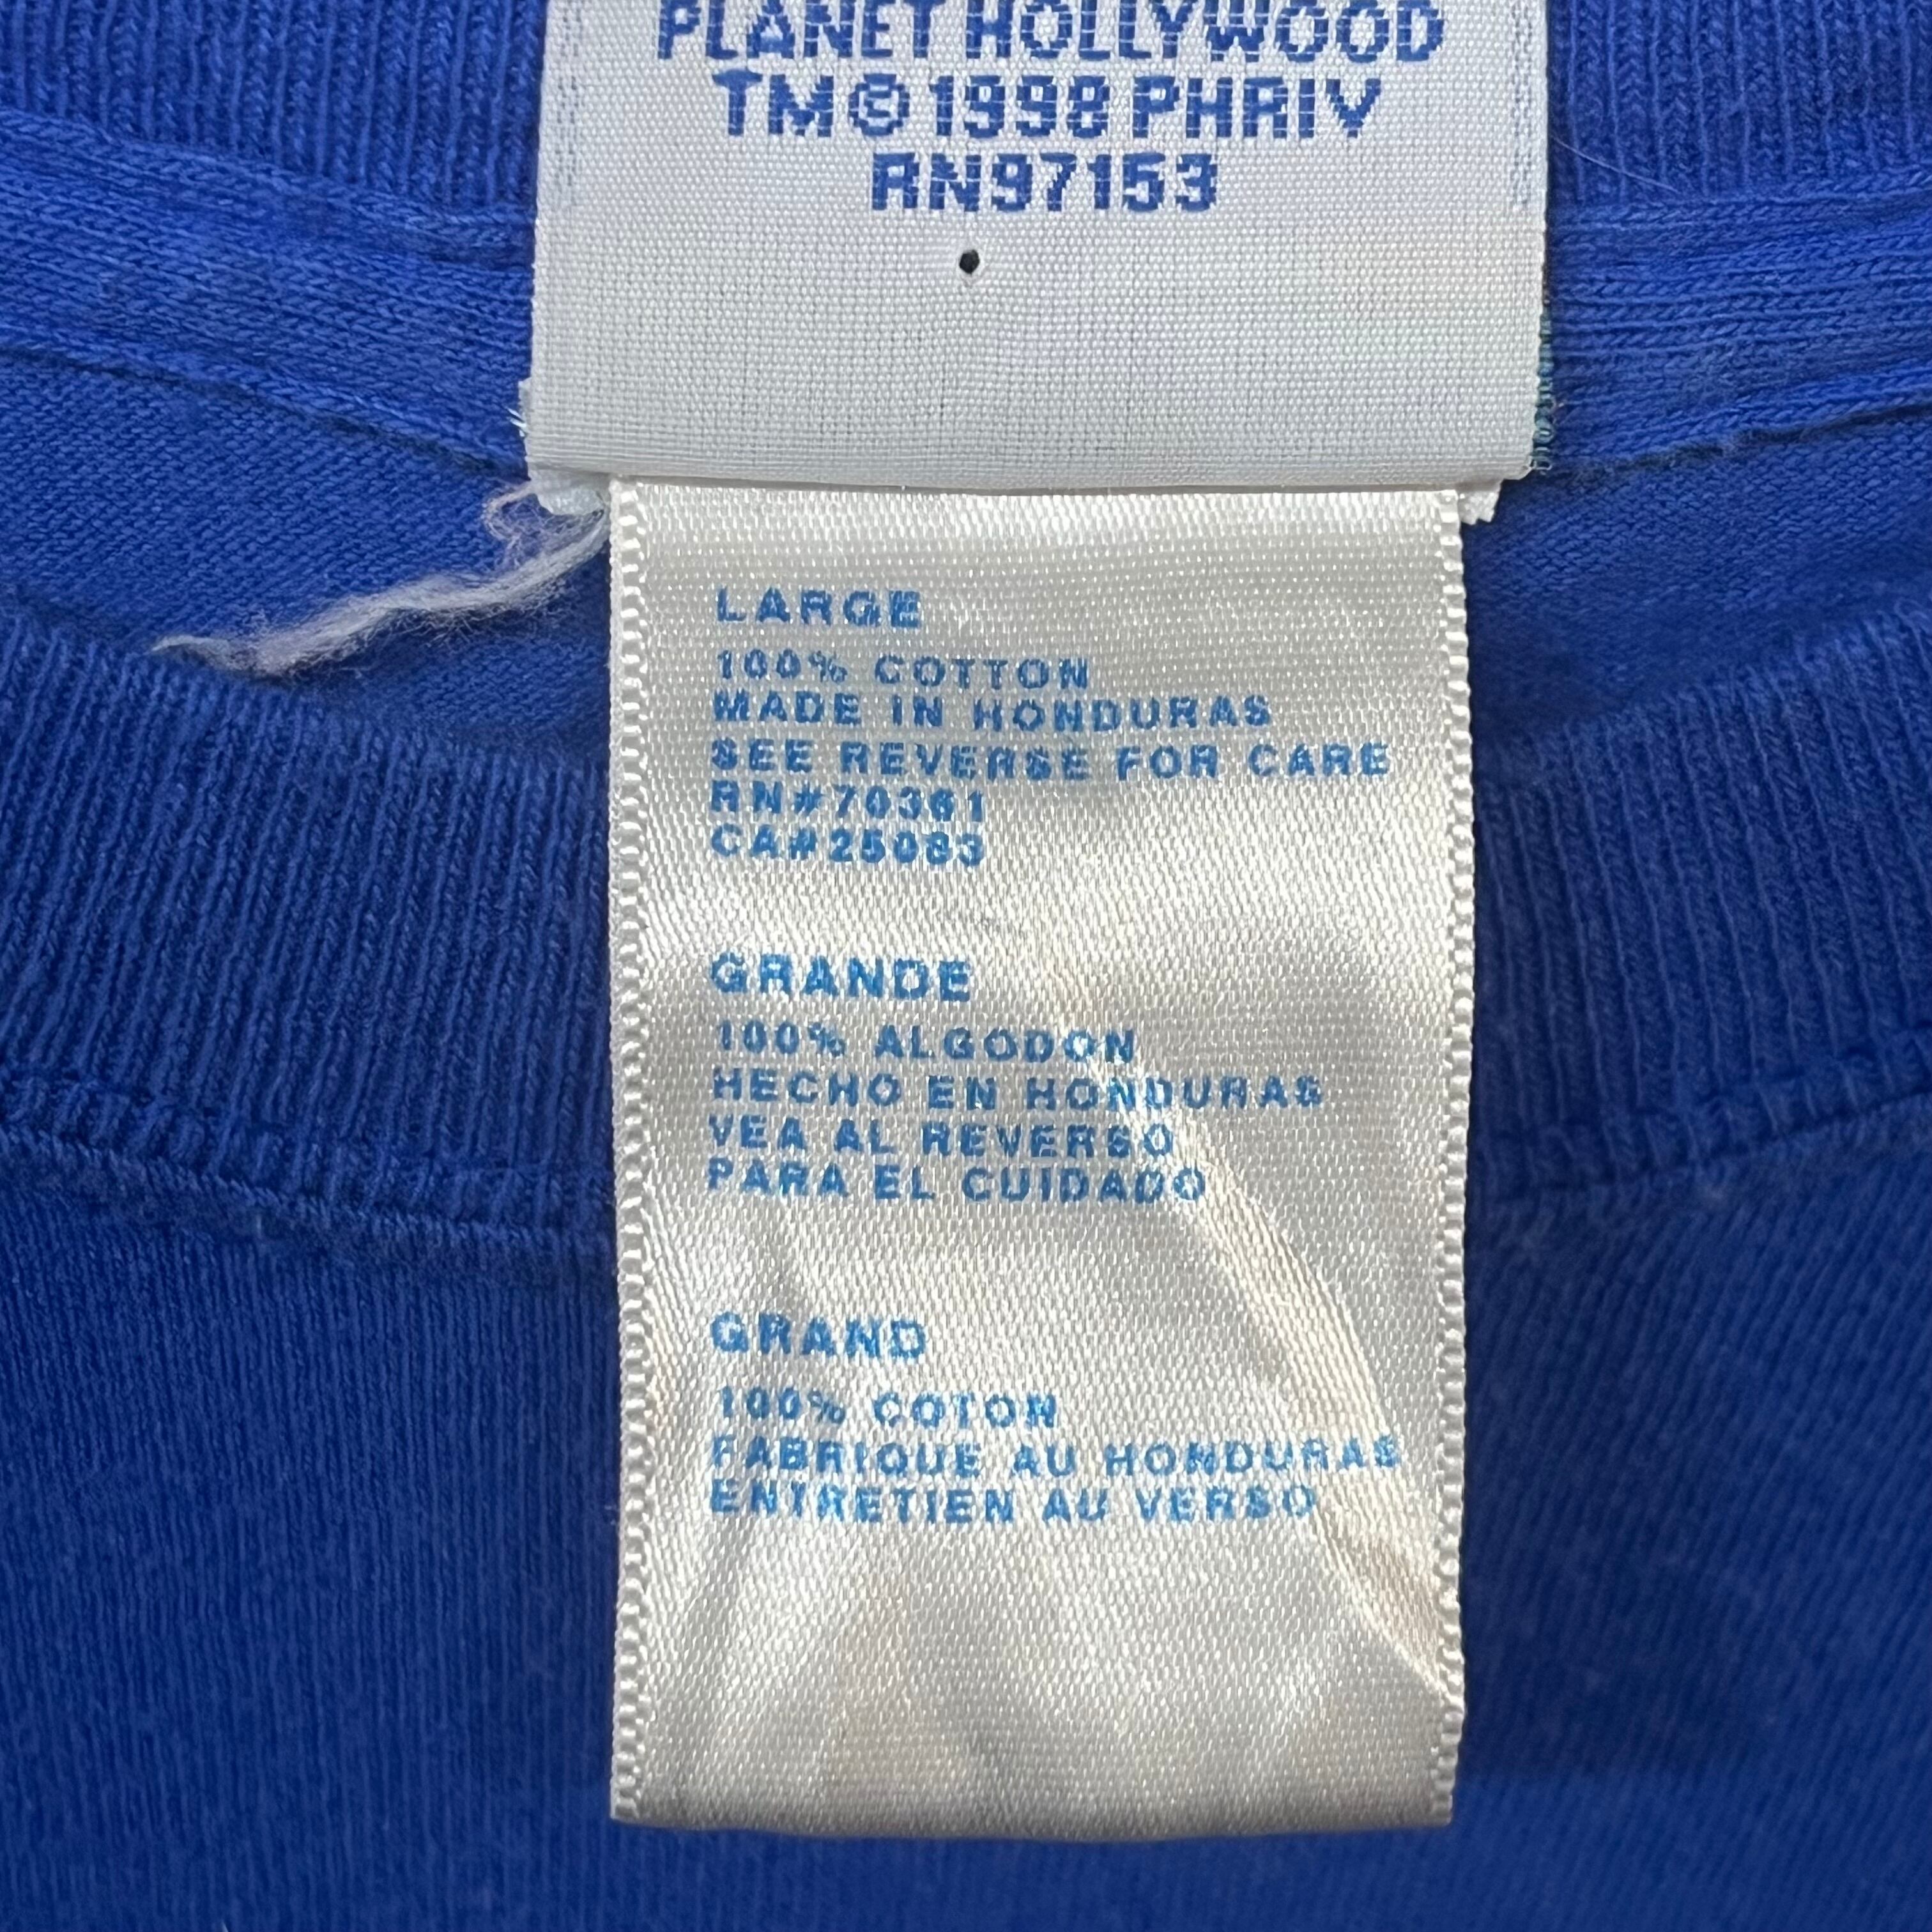 PLANET HOLLYWOOD
TM © 1998 PHRIV
RN97153
LARGE
100% COTTON
MADE IN HONDURAS
SEE REVERSE FOR CARE
RN#70361
CA#25083
GRANDE
100% ALGODON
HECHO EN HONDURAS
VEA AL REVERSO
PARA EL CUIDADO
GRAND
100% COTON
FABRIQUE AU HONDURAS
ENTRETIEN AU VERSO